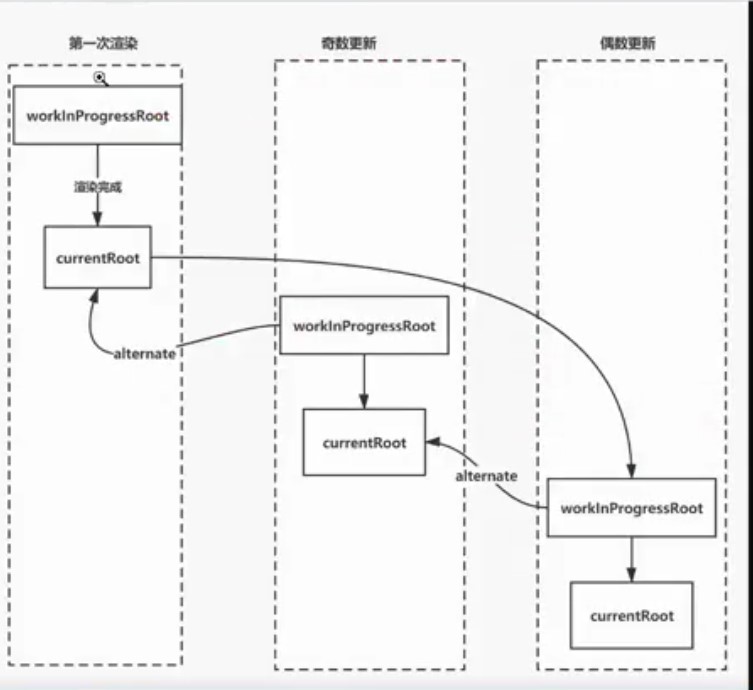 第一次渲染
奇数更新
偶数更新
workInProgressRoot
渲染完成
currentRoot
workInProgressRoot
alternate
currentRoot
alternate
workInProgressRoot
currentRoot